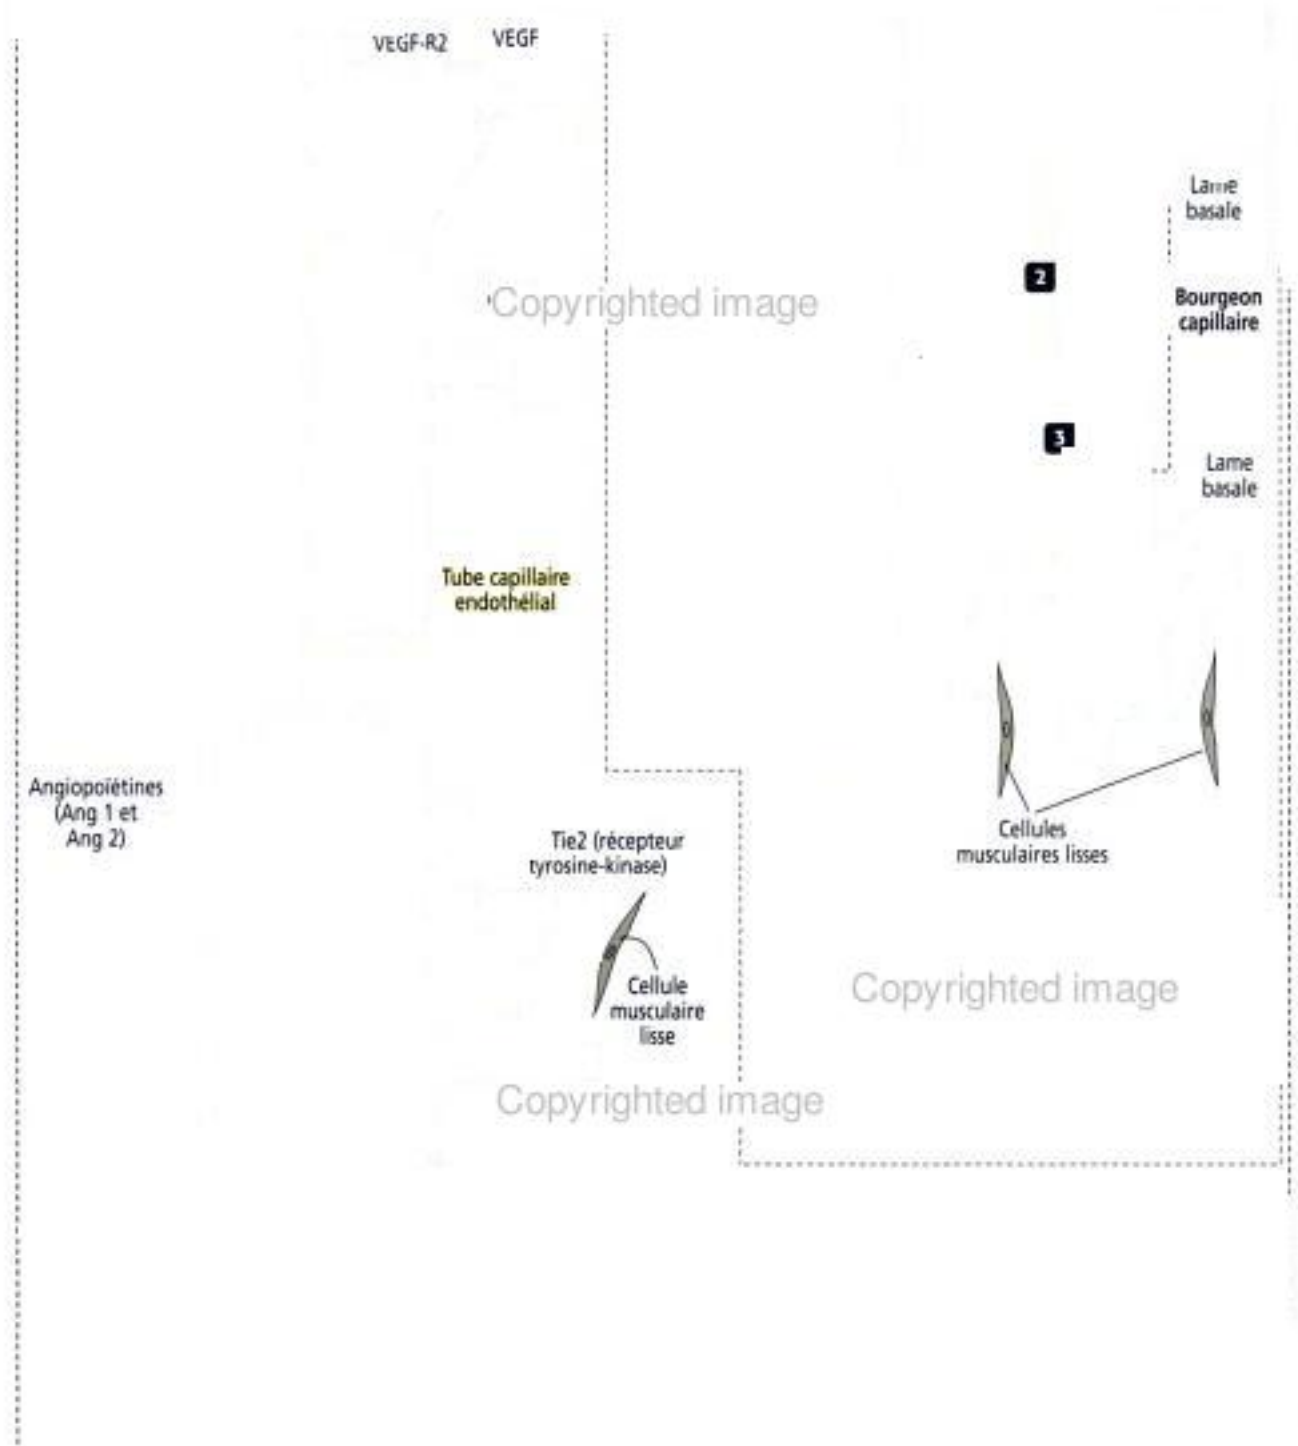 VEGF-R2
VEGF
Lame
basale
2
Copyrighted image
Bourgeon
capillaire
3
Lame
basale
Tube capillaire
endothélial
Angiopoïétines
(Ang 1 et
Ang 2)
Tie2 (récepteur
tyrosine-kinase)
Cellules
musculaires lisses
Cellule
musculaire
lisse
Copyrighted image
Copyrighted image